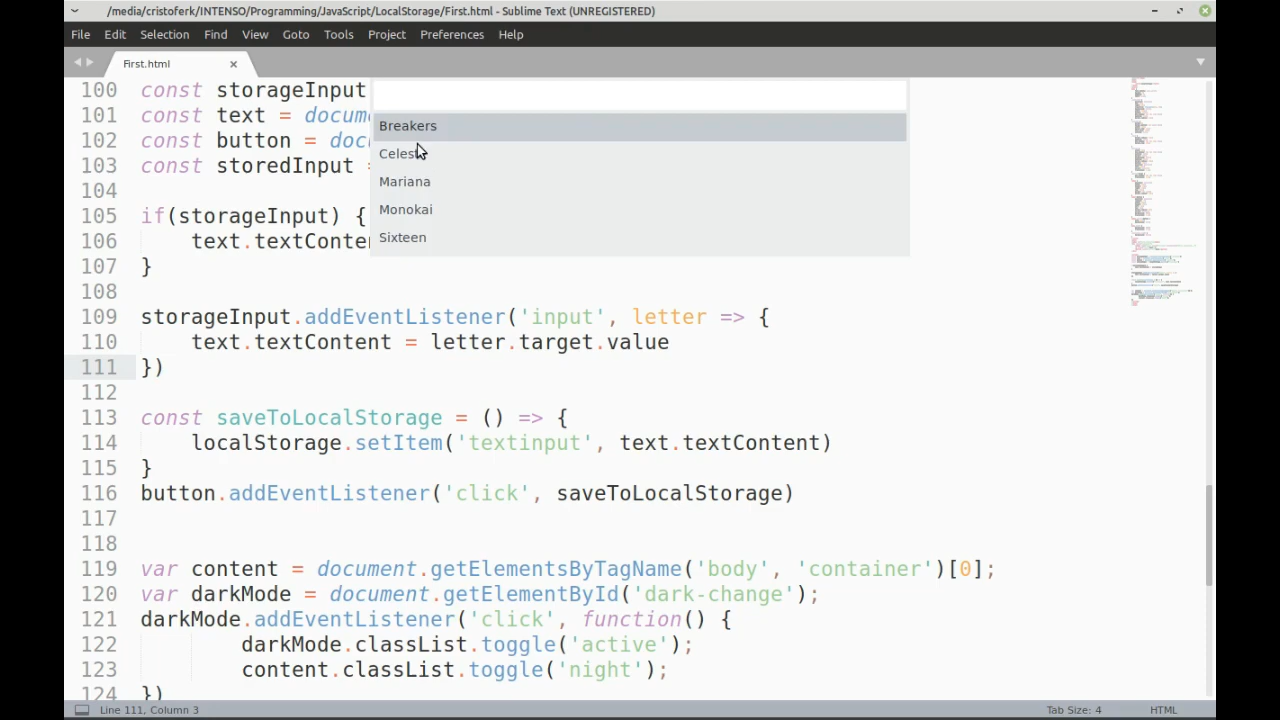 /media/cristoferk/INTENSO/Programming/JavaScript/LocalStorage/First.html - Sublime Text (UNREGISTERED)
File Edit Selection Find View Goto Tools Project Preferences Help
First.html
Breakers
Mariana
Monokai
Sixteen
100 const storageInput
101 const text =
102 const button =
103 const storedInput =
104
105 if(storageInput) {
106
107 }
108
109 storageInput.addEventListener('input', letter => {
110 text.textContent = letter.target.value
111 })
112
113 const saveToLocalStorage = () => {
114 localStorage.setItem('textinput', text.textContent)
115 }
116 button.addEventListener('click', saveToLocalStorage)
117
118
119 var content = document.getElementsByTagName('body', 'container')[0];
120 var darkMode = document.getElementById('dark-change');
121 darkMode.addEventListener('click', function() {
122 darkMode.classList.toggle('active');
123 content.classList.toggle('night');
124 })
Line 111, Column 3 Tab Size: 4 HTML